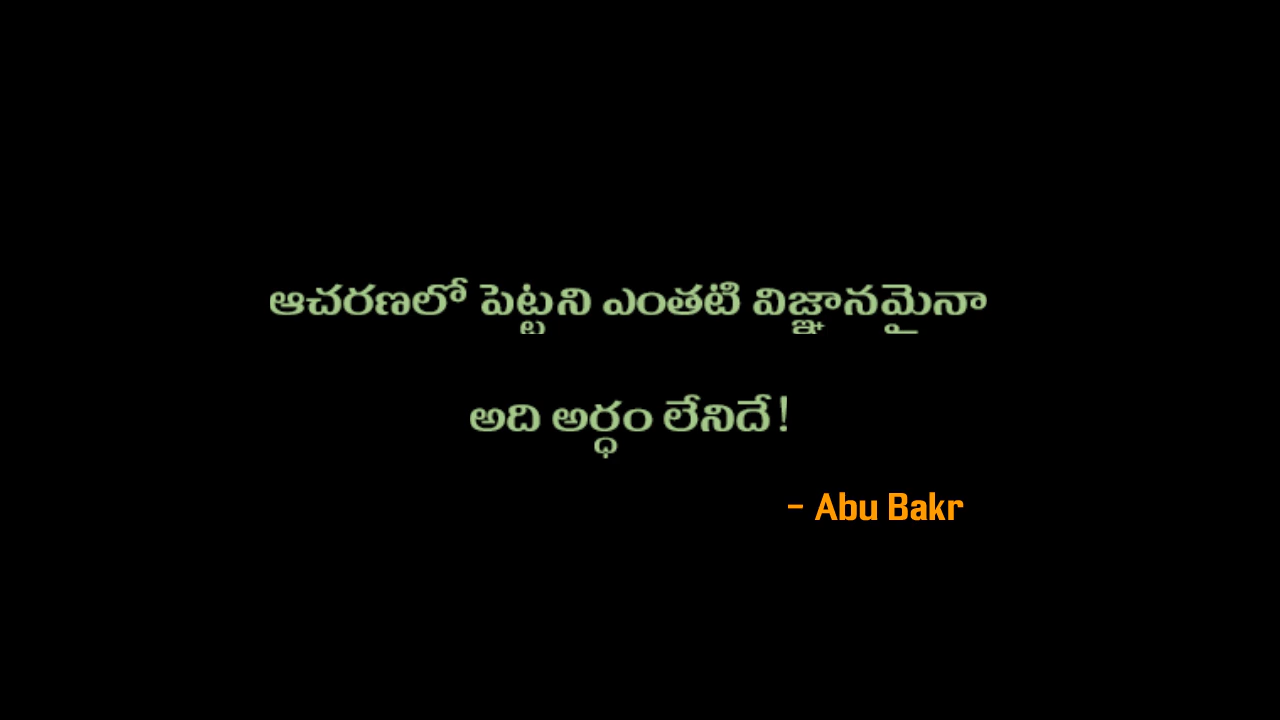 ఆచరణలో పెట్టని ఎంతటి విజ్ఞానమైనా
అది అర్ధం లేనిదే!
- Abu Bakr